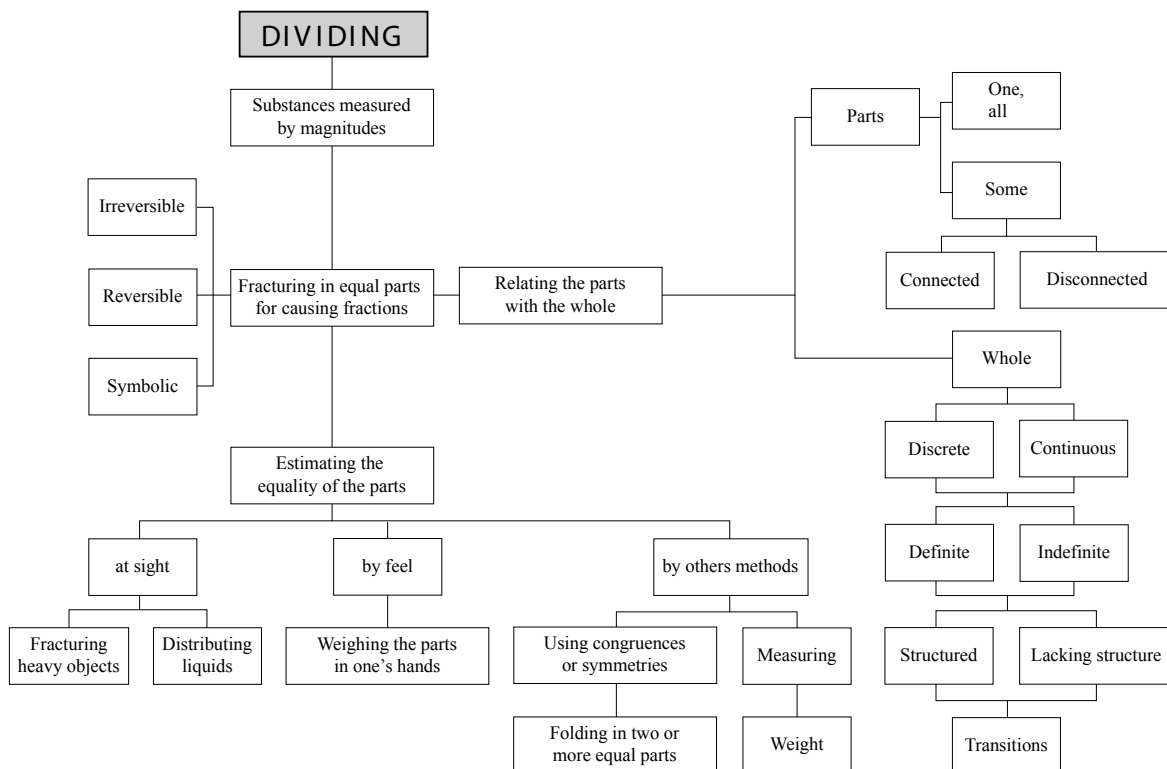 DIVIDING
Substances measured
by magnitudes
Parts
One,
all
Some
Connected
Disconnected
Irreversible
Reversible
Symbolic
Fracturing in equal parts
for causing fractions
Relating the parts
with the whole
Whole
Discrete
Continuous
Definite
Indefinite
Structured
Lacking structure
Transitions
Estimating the
equality of the parts
at sight
by feel
by others methods
Fracturing
heavy objects
Distributing
liquids
Weighing the parts
in one’s hands
Using congruences
or symmetries
Measuring
Folding in two or
more equal parts
Weight